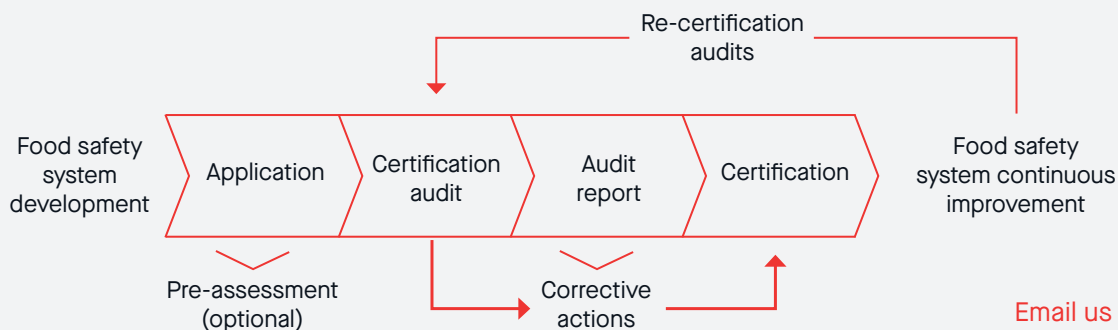 Re-certification
audits
Food safety
system
development
Application
Certification
audit
Audit
report
Certification
Food safety
system continuous
improvement
Pre-assessment
(optional)
Corrective
actions
Email us